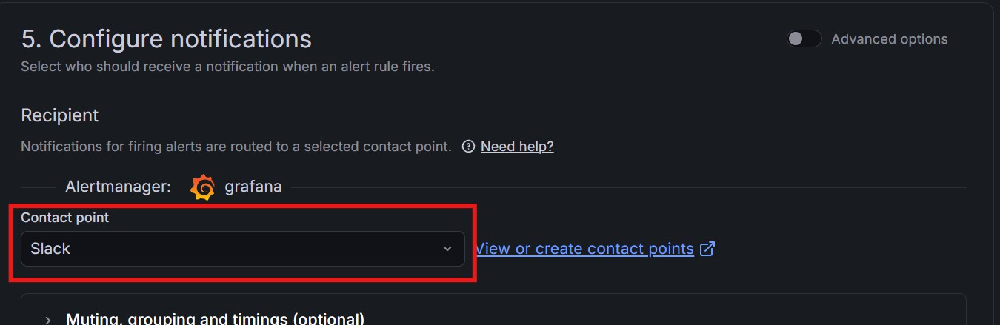 5. Configure notifications
Advanced options
Select who should receive a notification when an alert rule fires.
Recipient
Notifications for firing alerts are routed to a selected contact point. Need help?
Alertmanager: grafana
Contact point
Slack
View or create contact points
Muting, grouping and timings (optional)